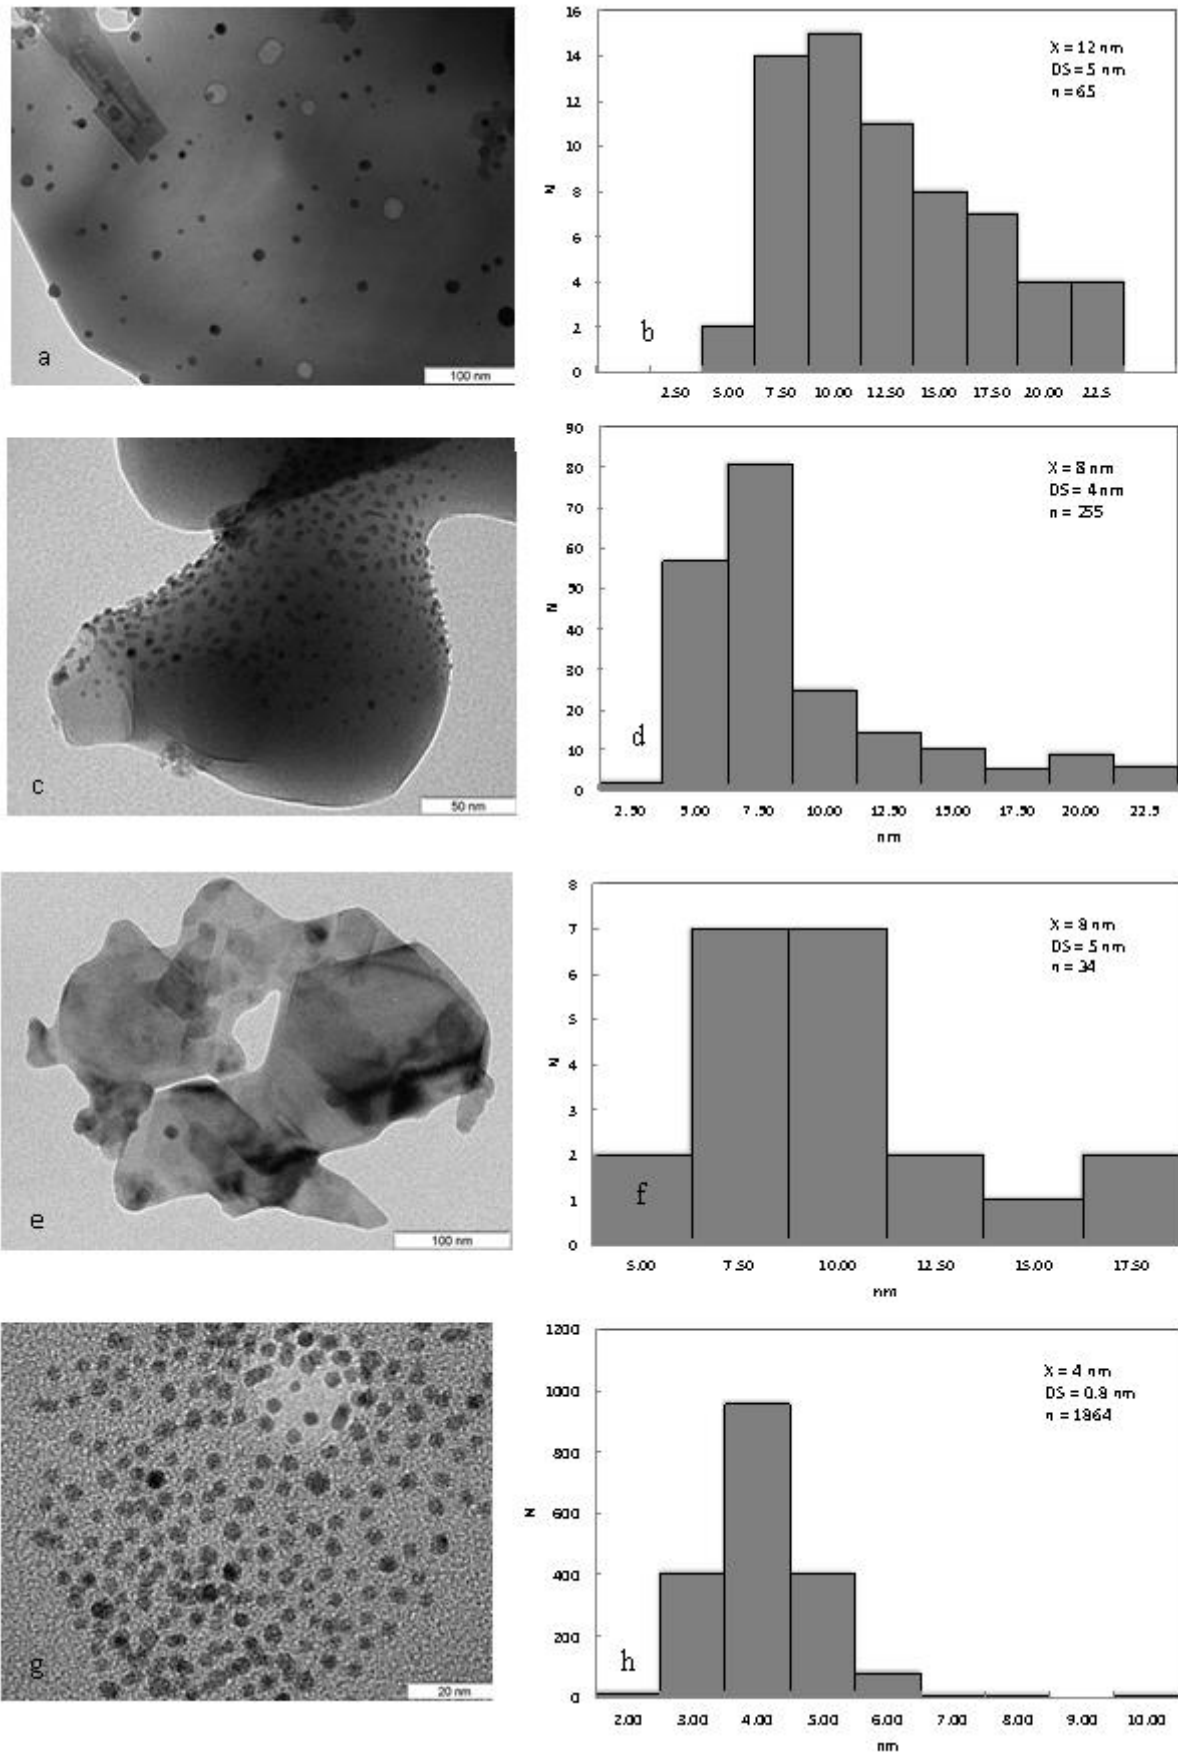 a
100 nm
16
14
12
10
8
6
4
2
0
N
b
X = 12 nm
DS = 5 nm
n = 65
2.50 5.00 7.50 10.00 12.50 15.00 17.50 20.00 22.5
c
50 nm
90
80
70
60
50
40
30
20
10
0
N
d
X = 8 nm
DS = 4 nm
n = 255
2.50 5.00 7.50 10.00 12.50 15.00 17.50 20.00 22.5
nm
e
100 nm
8
7
6
5
4
3
2
1
0
N
f
DS = 5 nm
n = 34
5.00 7.50 10.00 12.50 15.00 17.50
nm
g
20 nm
1200
1000
800
600
400
200
0
N
h
X = 4 nm
DS = 0.8 nm
n = 1864
2.00 3.00 4.00 5.00 6.00 7.00 8.00 9.00 10.00
nm